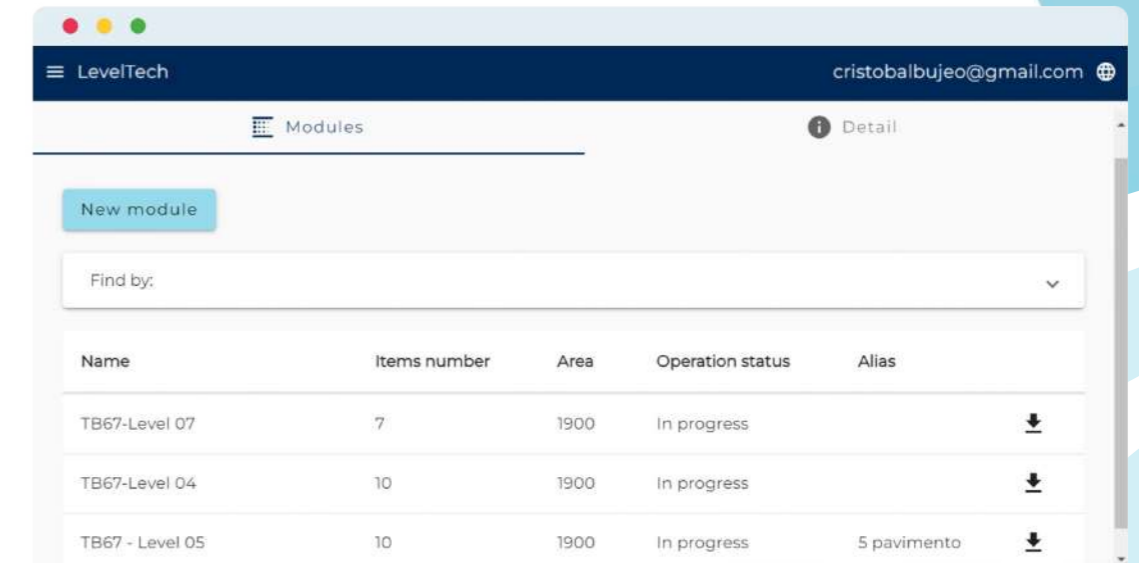 LevelTech cristobalbujeo@gmail.com
Modules Detail
New module
Find by:
Name Items number Area Operation status Alias
TB67-Level 07 7 1900 In progress
TB67-Level 04 10 1900 In progress
TB67 - Level 05 10 1900 In progress 5 pavimento